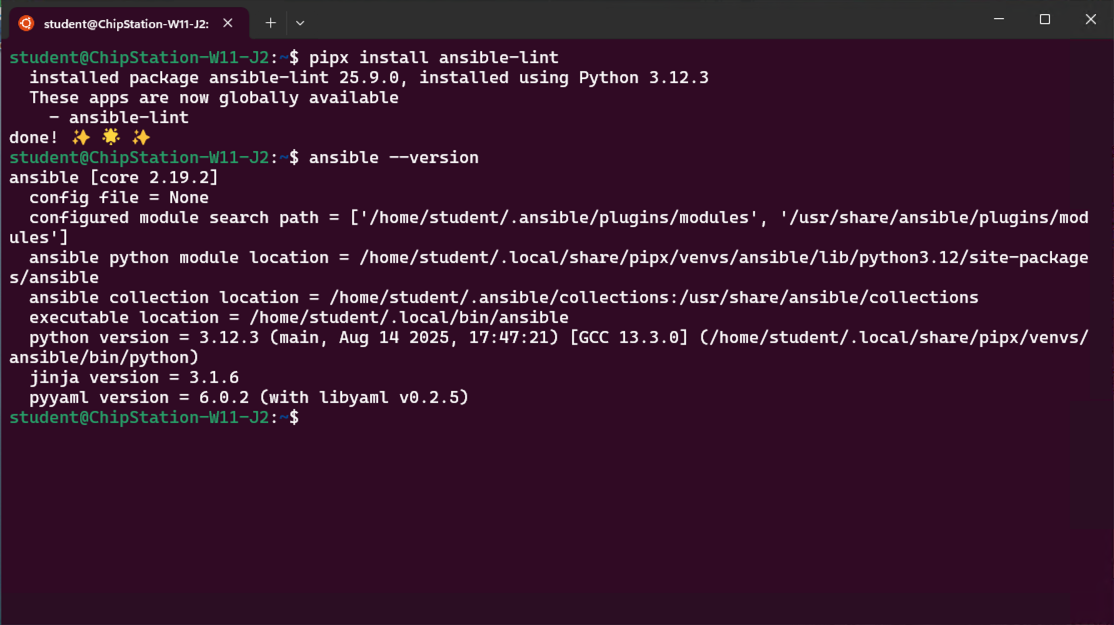 student@ChipStation-W11-J2:
student@ChipStation-W11-J2:~$ pipx install ansible-lint
  installed package ansible-lint 25.9.0, installed using Python 3.12.3
  These apps are now globally available
    - ansible-lint
done! ✨ 🌟 ✨
student@ChipStation-W11-J2:~$ ansible --version
ansible [core 2.19.2]
  config file = None
  configured module search path = ['/home/student/.ansible/plugins/modules', '/usr/share/ansible/plugins/mod
ules']
  ansible python module location = /home/student/.local/share/pipx/venvs/ansible/lib/python3.12/site-package
s/ansible
  ansible collection location = /home/student/.ansible/collections:/usr/share/ansible/collections
  executable location = /home/student/.local/bin/ansible
  python version = 3.12.3 (main, Aug 14 2025, 17:47:21) [GCC 13.3.0] (/home/student/.local/share/pipx/venvs/
ansible/bin/python)
  jinja version = 3.1.6
  pyyaml version = 6.0.2 (with libyaml v0.2.5)
student@ChipStation-W11-J2:~$